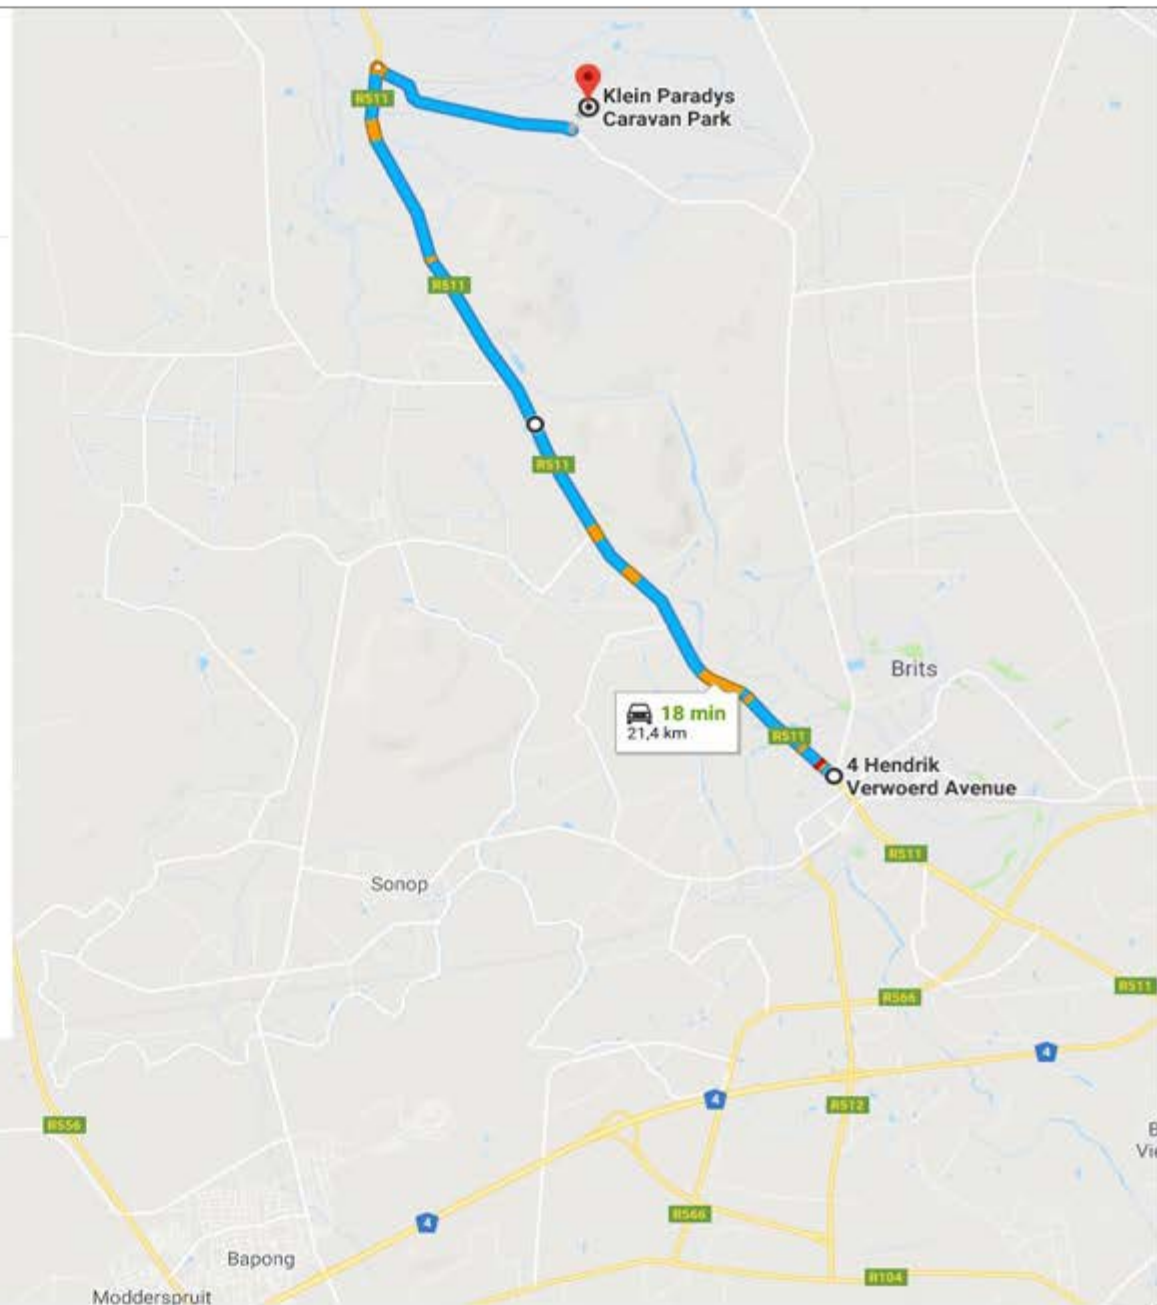 R511
Klein Paradys
Caravan Park
R511
R511
Brits
18 min
21,4 km
R511
4 Hendrik
Verwoerd Avenue
R511
Sonop
R511
R566
4
4
R512
R556
R566
4
Bapong
R104
Modderspruit